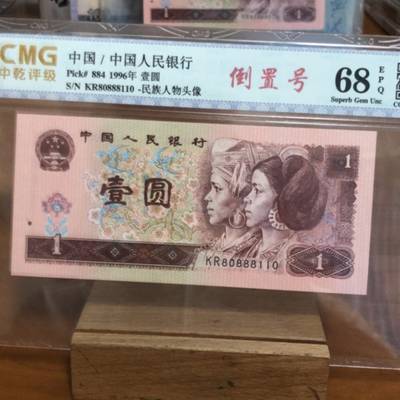 CMG
中乾评级
中国 / 中国人民银行
Pick# 884 1996年 壹圆
S/N KR80888110 -民族人物头像
倒置号
68
EPQ
Superb Gem Unc
中国人民银行
壹圆
1
1
1
KR80888110